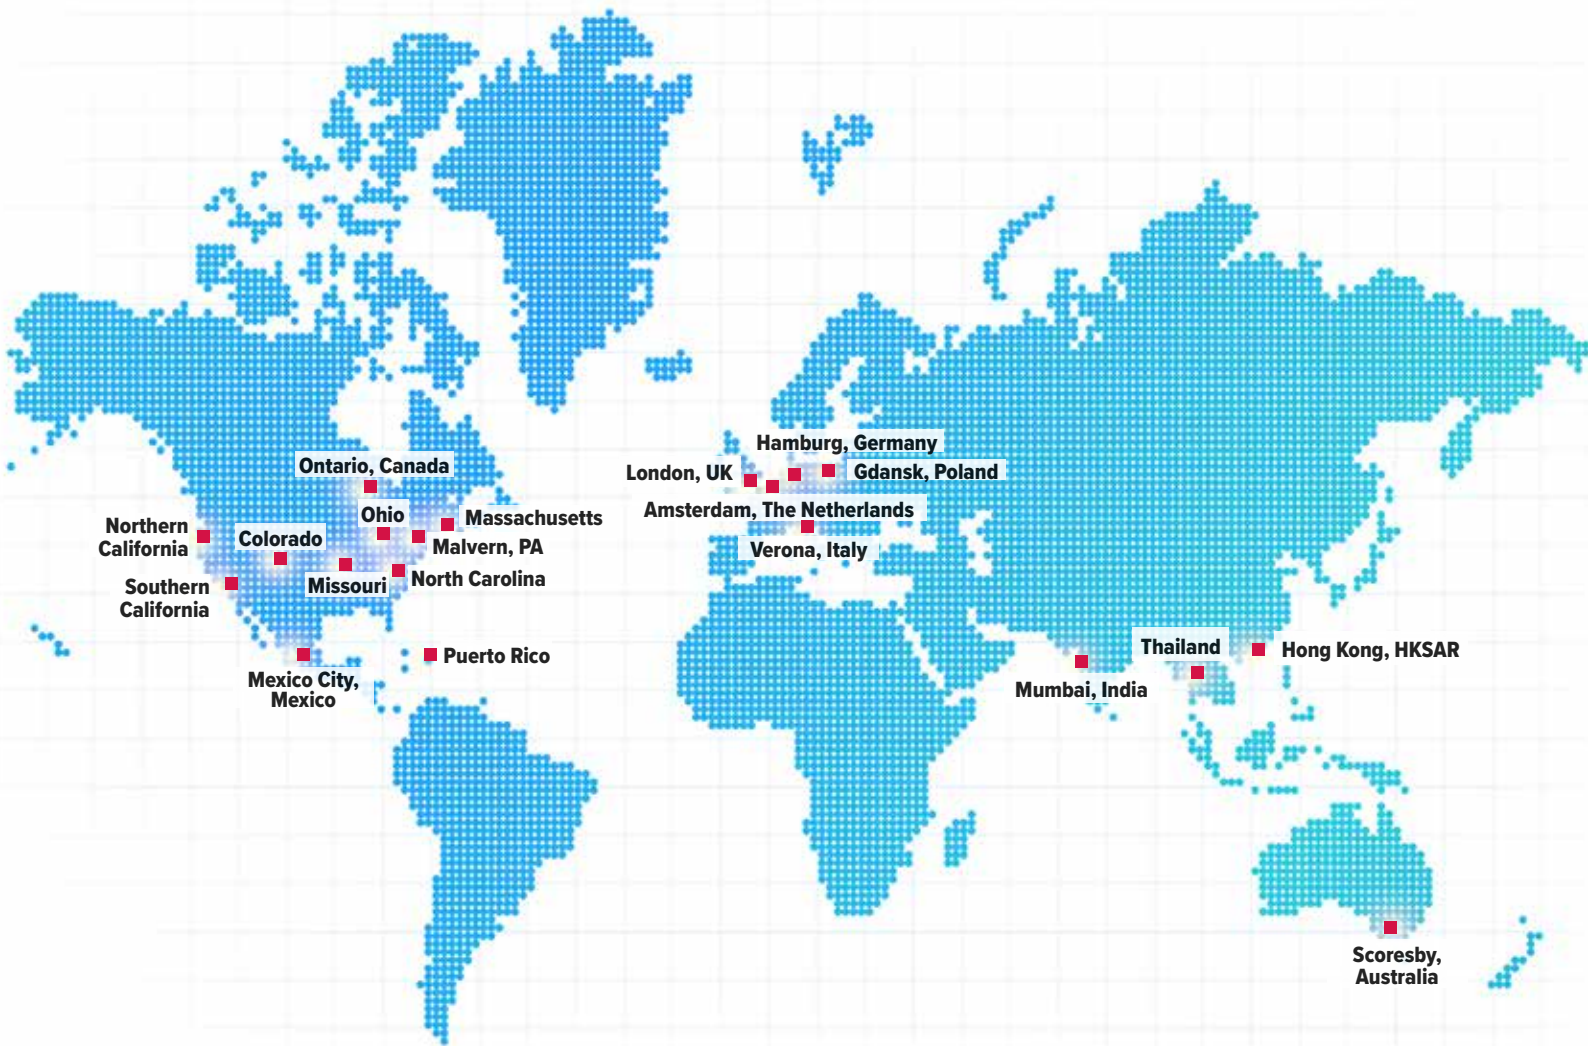 Hamburg, Germany
Ontario, Canada
London, UK
Gdansk, Poland
Amsterdam, The Netherlands
Ohio
Massachusetts
Northern
California
Colorado
Malvern, PA
Verona, Italy
Southern
California
Missouri
North Carolina
Puerto Rico
Mexico City,
Mexico
Thailand
Hong Kong, HKSAR
Mumbai, India
Scoresby,
Australia